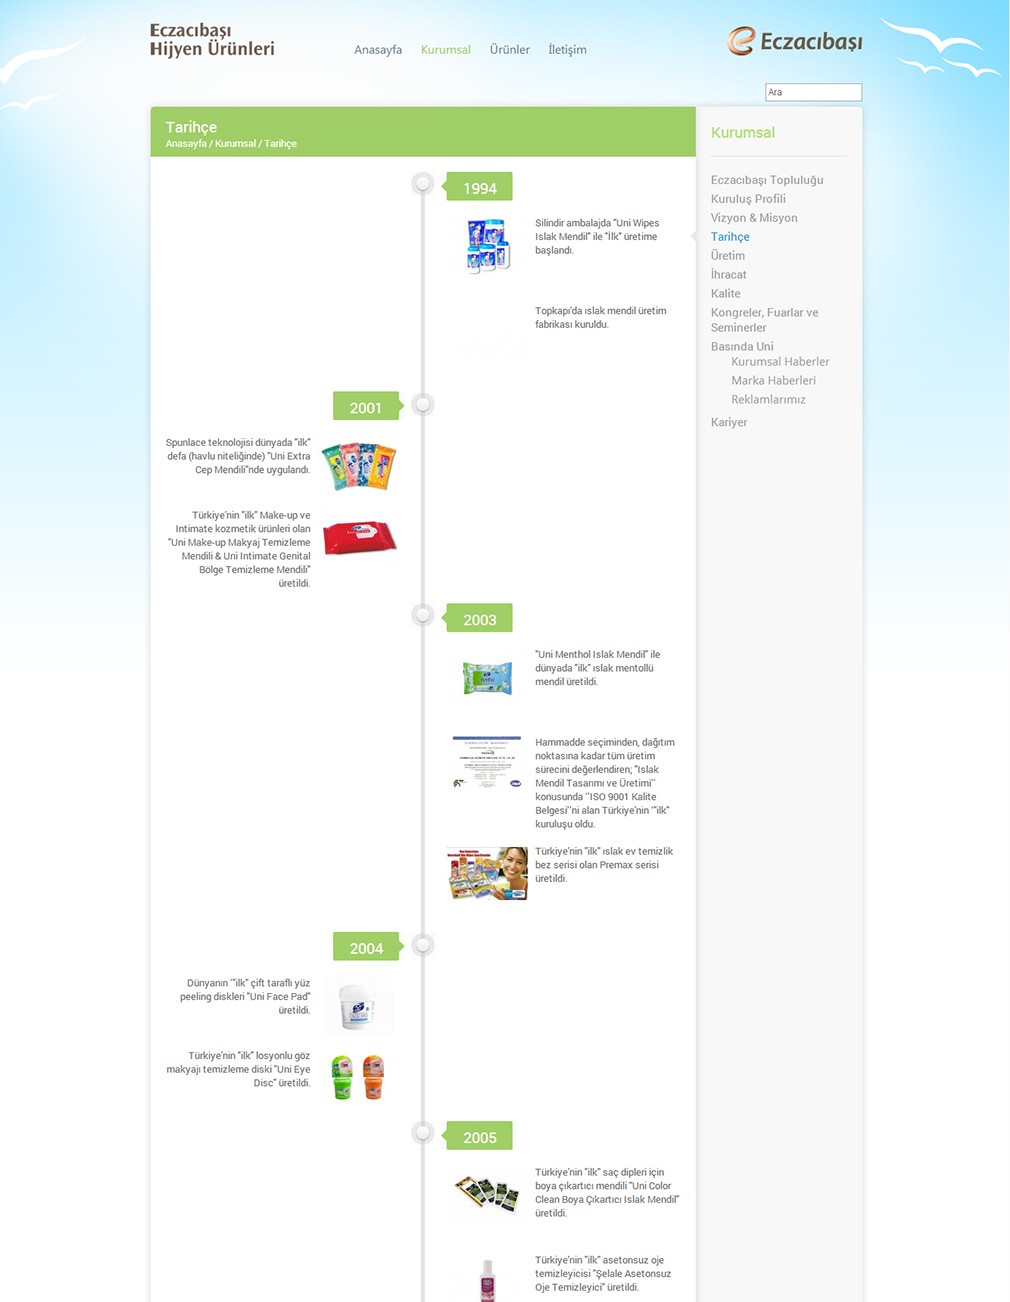 Eczacıbaşı
Hijyen Ürünleri
Anasayfa Kurumsal Ürünler İletişim
Eczacıbaşı
Ara
Tarihçe
Anasayfa / Kurumsal / Tarihçe
1994
Silindir ambalajda "Uni Wipes
Islak Mendil" ile "İlk" üretime
başlandı.
Topkapı'da ıslak mendil üretim
fabrikası kuruldu.
2001
Spunlace teknolojisi dünyada "ilk"
defa (havlu niteliğinde) "Uni Extra
Cep Mendili"nde uygulandı.
Türkiye'nin "ilk" Make-up ve
Intimate kozmetik ürünleri olan
"Uni Make-up Makyaj Temizleme
Mendili & Uni Intimate Genital
Bölge Temizleme Mendili"
üretildi.
2003
"Uni Menthol Islak Mendil" ile
dünyada "ilk" ıslak mentollü
mendil üretildi.
Hammadde seçiminden, dağıtım
noktasına kadar tüm üretim
sürecini değerlendiren; "Islak
Mendil Tasarımı ve Üretimi''
konusunda ''ISO 9001 Kalite
Belgesi''ni alan Türkiye'nin '"ilk"
kuruluşu oldu.
Türkiye'nin "ilk" ıslak ev temizlik
bez serisi olan Premax serisi
üretildi.
2004
Dünyanın '"ilk" çift taraflı yüz
peeling diskleri "Uni Face Pad"
üretildi.
Türkiye'nin "ilk" losyonlu göz
makyajı temizleme diski "Uni Eye
Disc" üretildi.
2005
Türkiye'nin "ilk" saç dipleri için
boya çıkartıcı mendili "Uni Color
Clean Boya Çıkartıcı Islak Mendil"
üretildi.
Türkiye'nin "ilk" asetonsuz oje
temizleyicisi "Şelale Asetonsuz
Oje Temizleyici" üretildi.
Kurumsal
Eczacıbaşı Topluluğu
Kuruluş Profili
Vizyon & Misyon
Tarihçe
Üretim
İhracat
Kalite
Kongreler, Fuarlar ve
Seminerler
Basında Uni
Kurumsal Haberler
Marka Haberleri
Reklamlarımız
Kariyer